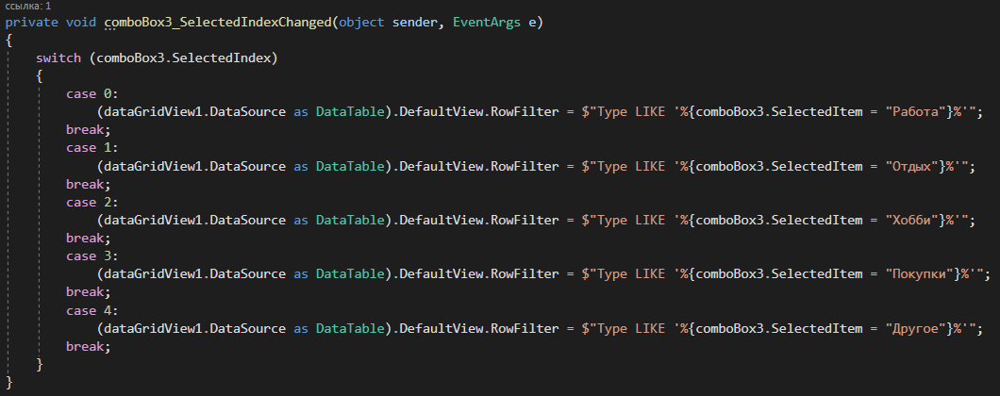 ссылка: 1
private void comboBox3_SelectedIndexChanged(object sender, EventArgs e)
{
    switch (comboBox3.SelectedIndex)
    {
        case 0:
            (dataGridView1.DataSource as DataTable).DefaultView.RowFilter = $"Type LIKE '%{comboBox3.SelectedItem = "Работа"}%'";
        break;
        case 1:
            (dataGridView1.DataSource as DataTable).DefaultView.RowFilter = $"Type LIKE '%{comboBox3.SelectedItem = "Отдых"}%'";
        break;
        case 2:
            (dataGridView1.DataSource as DataTable).DefaultView.RowFilter = $"Type LIKE '%{comboBox3.SelectedItem = "Хобби"}%'";
        break;
        case 3:
            (dataGridView1.DataSource as DataTable).DefaultView.RowFilter = $"Type LIKE '%{comboBox3.SelectedItem = "Покупки"}%'";
        break;
        case 4:
            (dataGridView1.DataSource as DataTable).DefaultView.RowFilter = $"Type LIKE '%{comboBox3.SelectedItem = "Другое"}%'";
        break;
    }
}